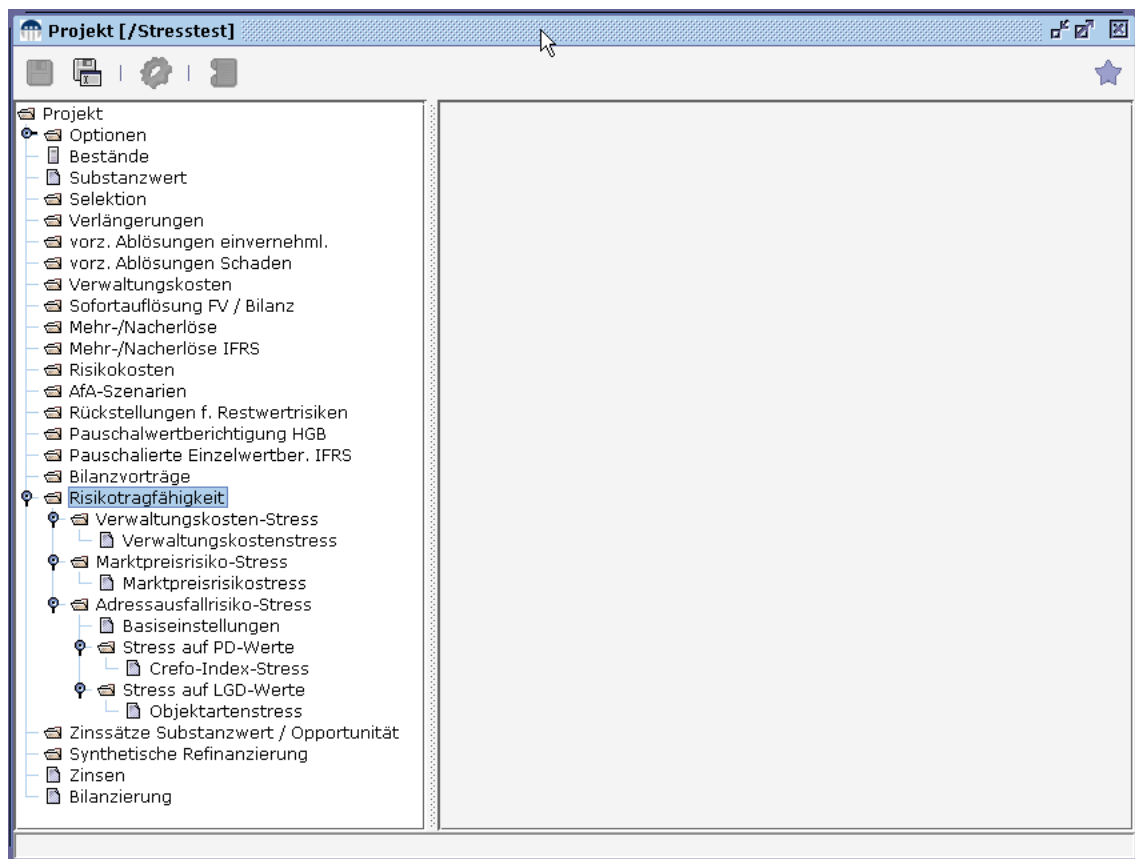 Projekt [/Stresstest]
Projekt
Optionen
Bestände
Substanzwert
Selektion
Verlängerungen
vorz. Ablösungen einvernehml.
vorz. Ablösungen Schaden
Verwaltungskosten
Sofortauflösung FV / Bilanz
Mehr-/Nacherlöse
Mehr-/Nacherlöse IFRS
Risikokosten
AfA-Szenarien
Rückstellungen f. Restwertrisiken
Pauschalwertberichtigung HGB
Pauschalierte Einzelwertber. IFRS
Bilanzvorträge
Risikotragfähigkeit
Verwaltungskosten-Stress
Verwaltungskostenstress
Marktpreisrisiko-Stress
Marktpreisrisikostress
Adressausfallrisiko-Stress
Basiseinstellungen
Stress auf PD-Werte
Crefo-Index-Stress
Stress auf LGD-Werte
Objektartenstress
Zinssätze Substanzwert / Opportunität
Synthetische Refinanzierung
Zinsen
Bilanzierung